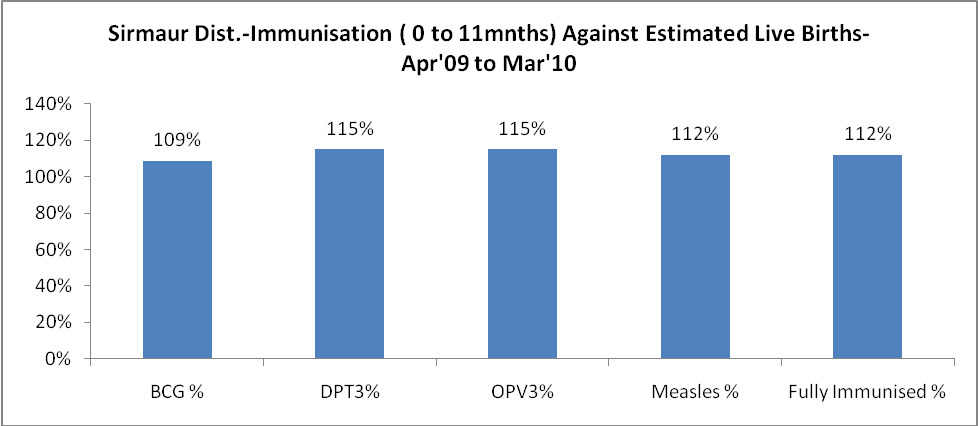 Sirmaur Dist.-Immunisation ( 0 to 11mnths) Against Estimated Live Births-
Apr'09 to Mar'10
140%
120%
100%
80%
60%
40%
20%
0%
109%
115%
115%
112%
112%
BCG %
DPT3%
OPV3%
Measles %
Fully Immunised %